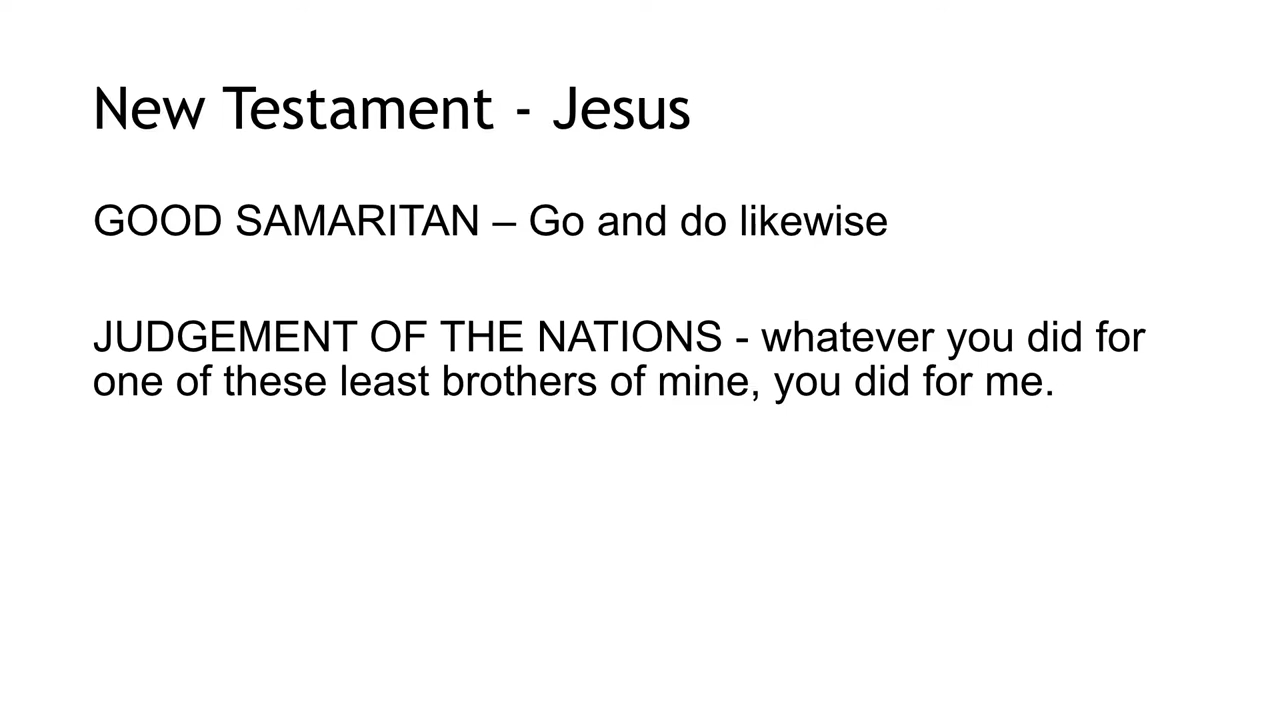 New Testament - Jesus
GOOD SAMARITAN – Go and do likewise
JUDGEMENT OF THE NATIONS - whatever you did for
one of these least brothers of mine, you did for me.